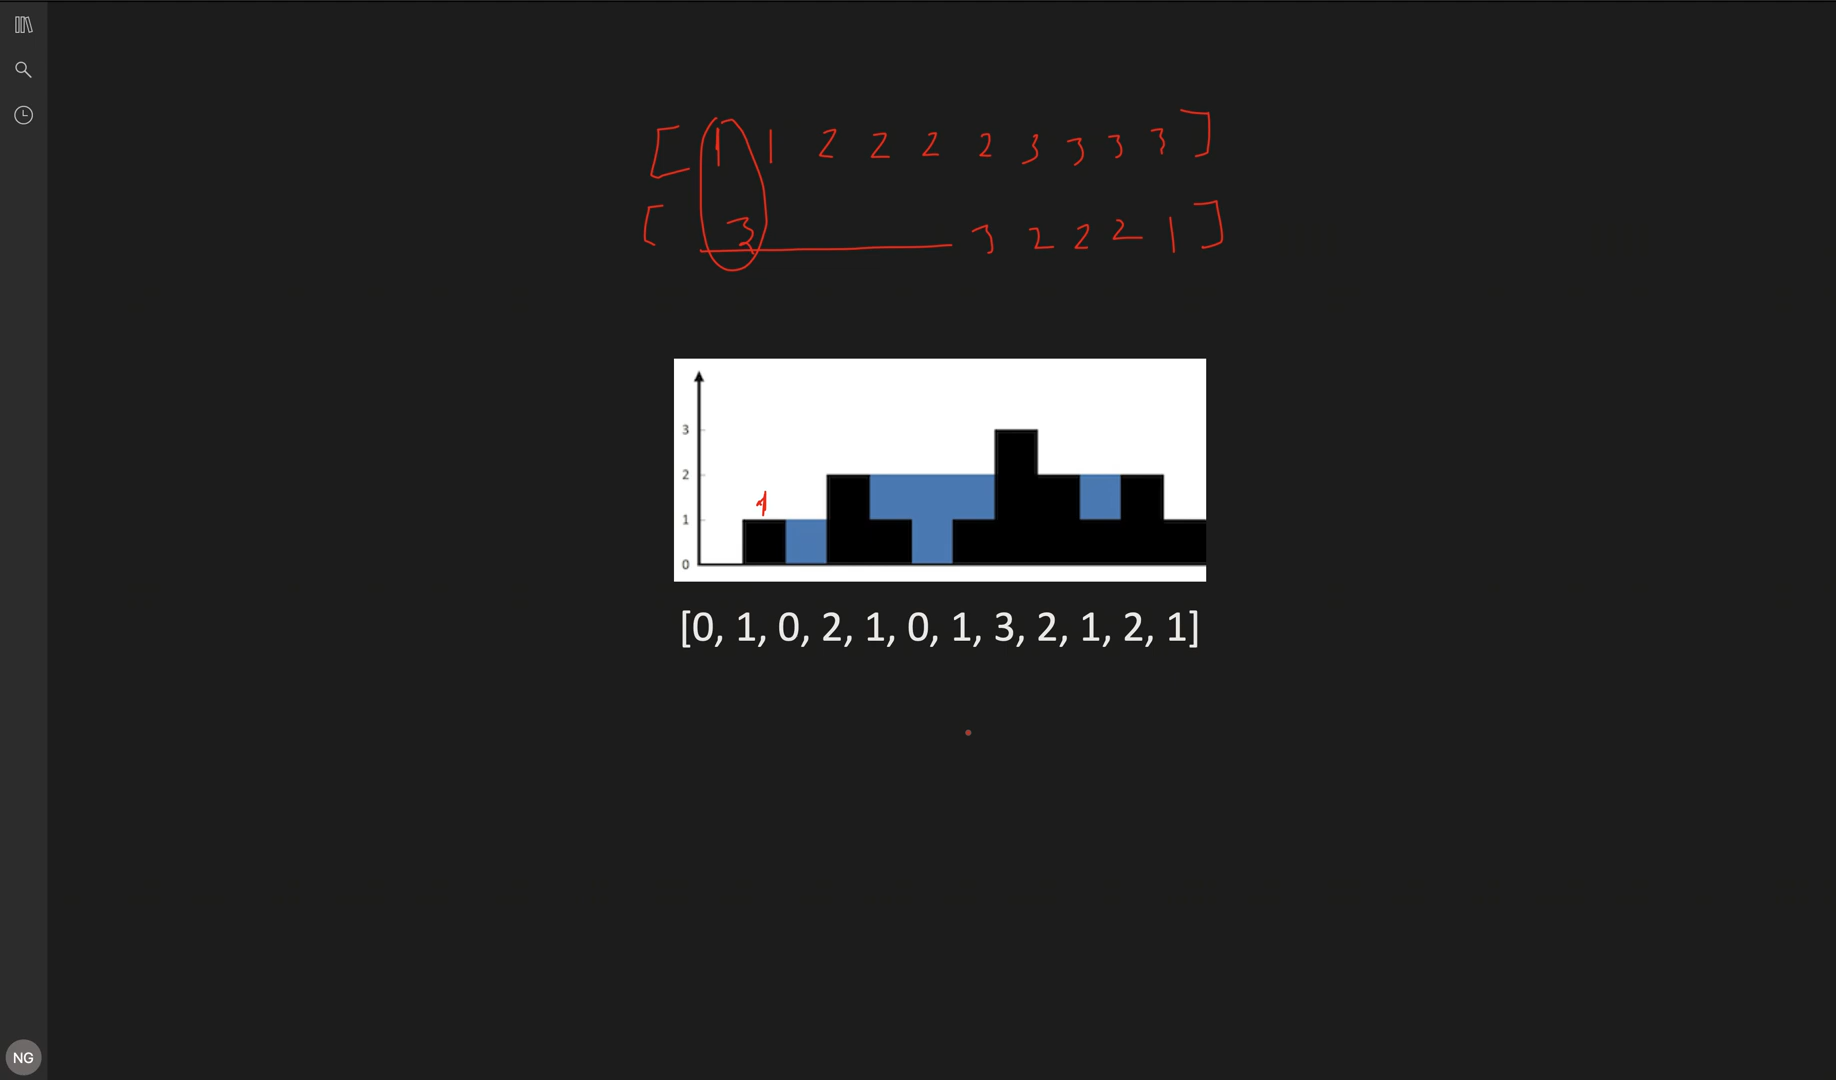 [ 1 1 2 2 2 2 3 3 3 3 ]
[ 3 3 2 2 2 1 ]
3
2
1
1
0
[0, 1, 0, 2, 1, 0, 1, 3, 2, 1, 2, 1]
NG